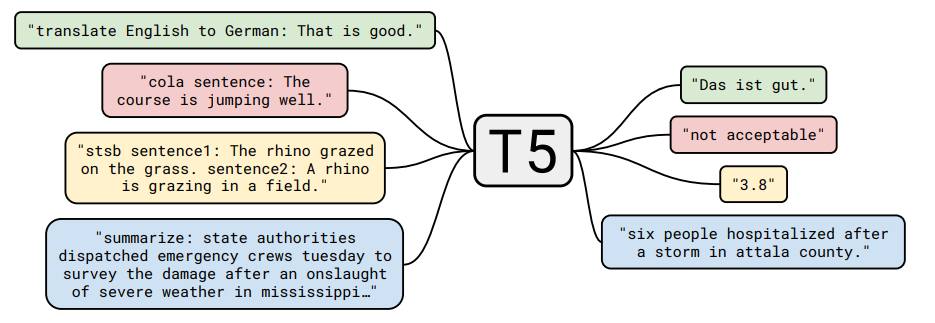 "translate English to German: That is good."
"cola sentence: The
course is jumping well."
"stsb sentence1: The rhino grazed
on the grass. sentence2: A rhino
is grazing in a field."
"summarize: state authorities
dispatched emergency crews tuesday to
survey the damage after an onslaught
of severe weather in mississippi…"
T5
"Das ist gut."
"not acceptable"
"3.8"
"six people hospitalized after
a storm in attala county."